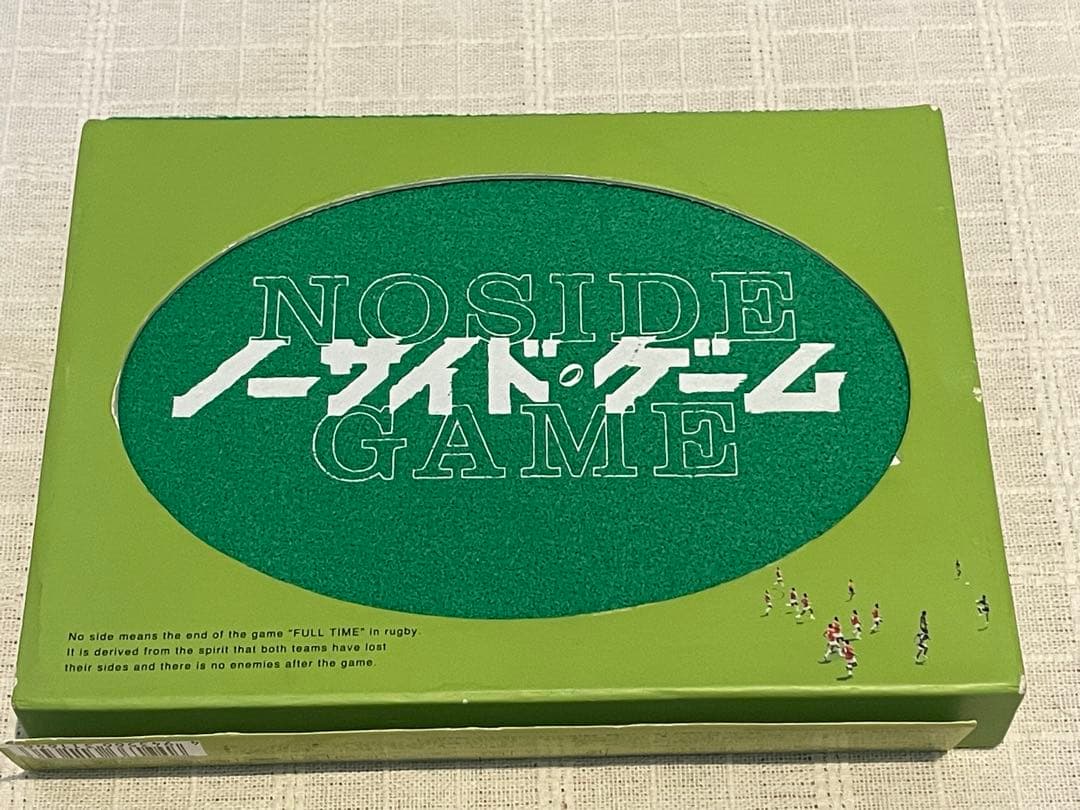 NOSIDE
ノーサイド・ゲーム
GAME
No side means the end of the game "FULL TIME" in rugby.
It is derived from the spirit that both teams have lost
their sides and there is no enemies after the game.